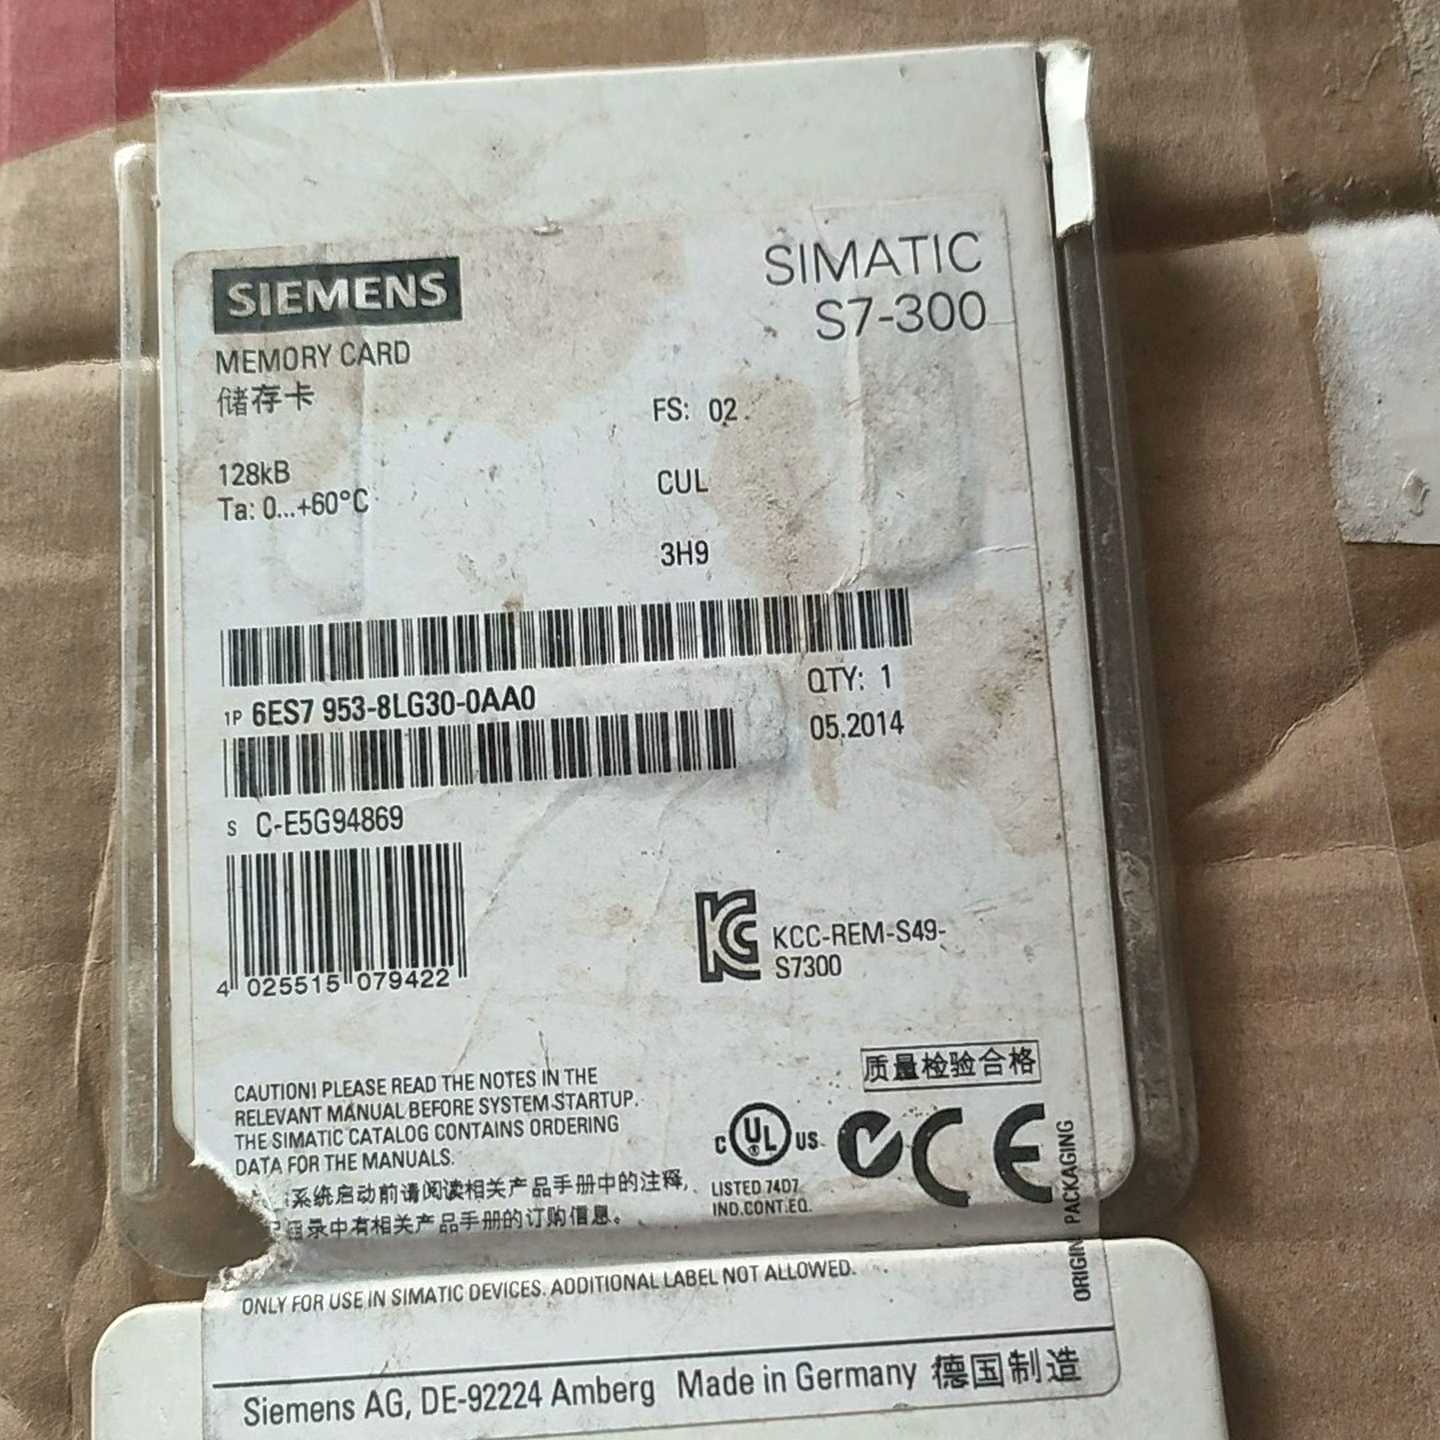 SIEMENS
SIMATIC
S7-300
MEMORY CARD
储存卡
FS: 02
128kB
CUL
Ta: 0...+60°C
3H9
1P 6ES7 953-8LG30-0AA0
QTY: 1
05.2014
S C-E5G94869
4 025515 079422
KCC-REM-S49-
S7300
质量检验合格
CAUTION! PLEASE READ THE NOTES IN THE
RELEVANT MANUAL BEFORE SYSTEM STARTUP.
THE SIMATIC CATALOG CONTAINS ORDERING
DATA FOR THE MANUALS.
系统启动前请阅读相关产品手册中的注释,
目录中有相关产品手册的订购信息。
C UL ® US
LISTED 74D7
IND.CONT.EQ.
CE
PACKAGING
ONLY FOR USE IN SIMATIC DEVICES. ADDITIONAL LABEL NOT ALLOWED.
Siemens AG, DE-92224 Amberg Made in Germany 德国制造